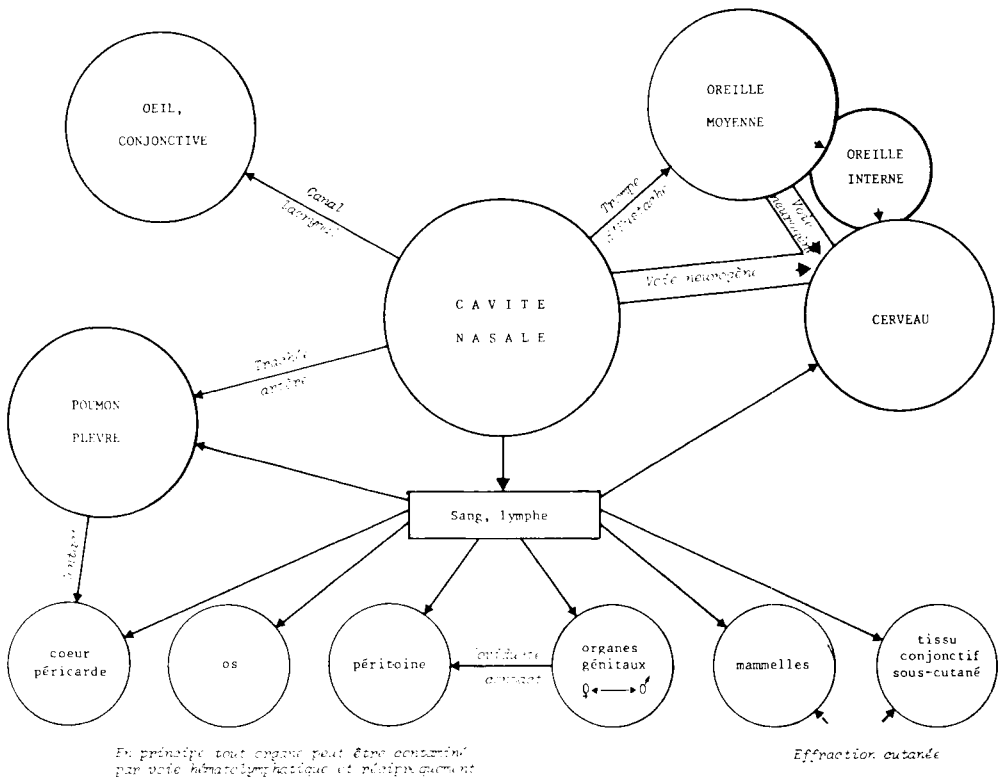 OEIL,
CONJONCTIVE
OREILLE
MOYENNE
OREILLE
INTERNE
Canal
lacrymal
Trompe
d'Eustache
Voie
neurogène
Voie neurogène
CAVITE
NASALE
CERVEAU
Trachée
artère
POUMON
PLEVRE
Sang, lymphe
contact
coeur
péricarde
os
péritoine
oviducte
contact
organes
génitaux
♀ ♂
mammelles
tissu
conjonctif
sous-cutané
En principe tout organe peut être contaminé
par voie hématolymphatique et réciproquement
Effraction cutanée